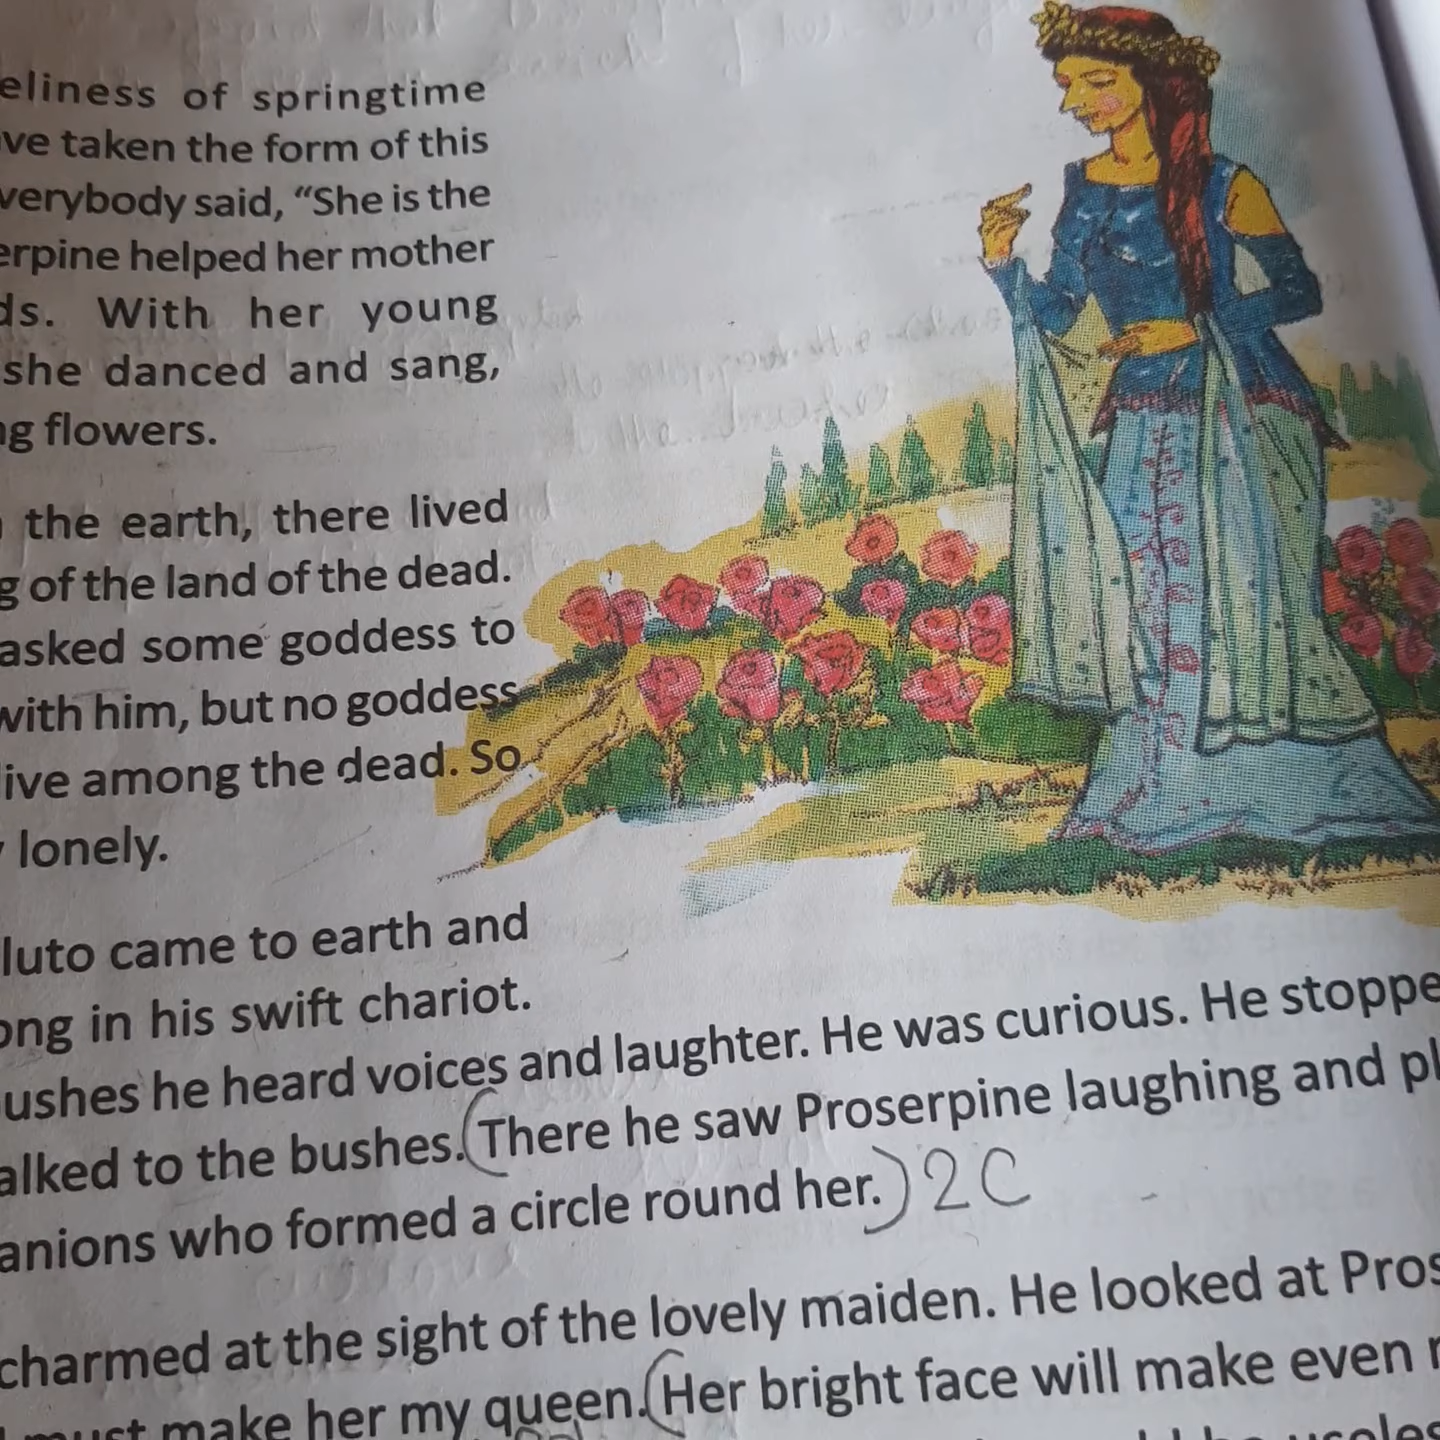 eliness of springtime
ve taken the form of this
verybody said, “She is the
erpine helped her mother
ds. With her young
she danced and sang,
ng flowers.
the earth, there lived
g of the land of the dead.
asked some goddess to
with him, but no goddess
ive among the dead. So
lonely.
luto came to earth and
ong in his swift chariot.
ushes he heard voices and laughter. He was curious. He stoppe
alked to the bushes. (There he saw Proserpine laughing and pl
anions who formed a circle round her.) 2C
charmed at the sight of the lovely maiden. He looked at Pros
must make her my queen. (Her bright face will make even